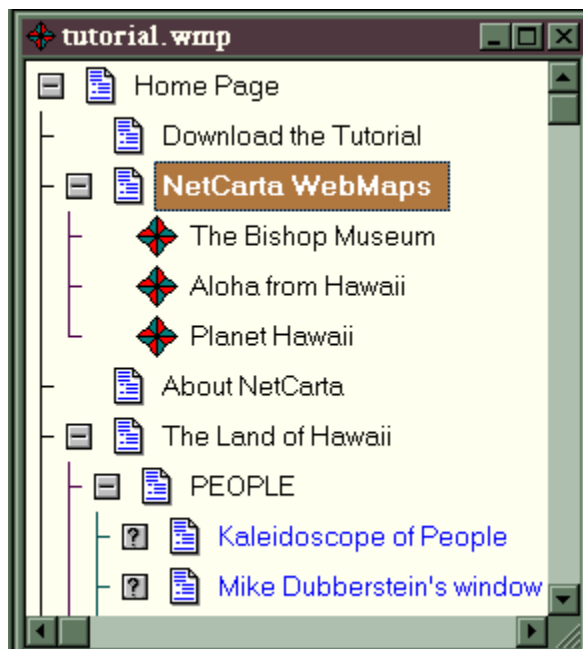 tutorial.wmp
Home Page
Download the Tutorial
NetCarta WebMaps
The Bishop Museum
Aloha from Hawaii
Planet Hawaii
About NetCarta
The Land of Hawaii
PEOPLE
? Kaleidoscope of People
? Mike Dubberstein's window